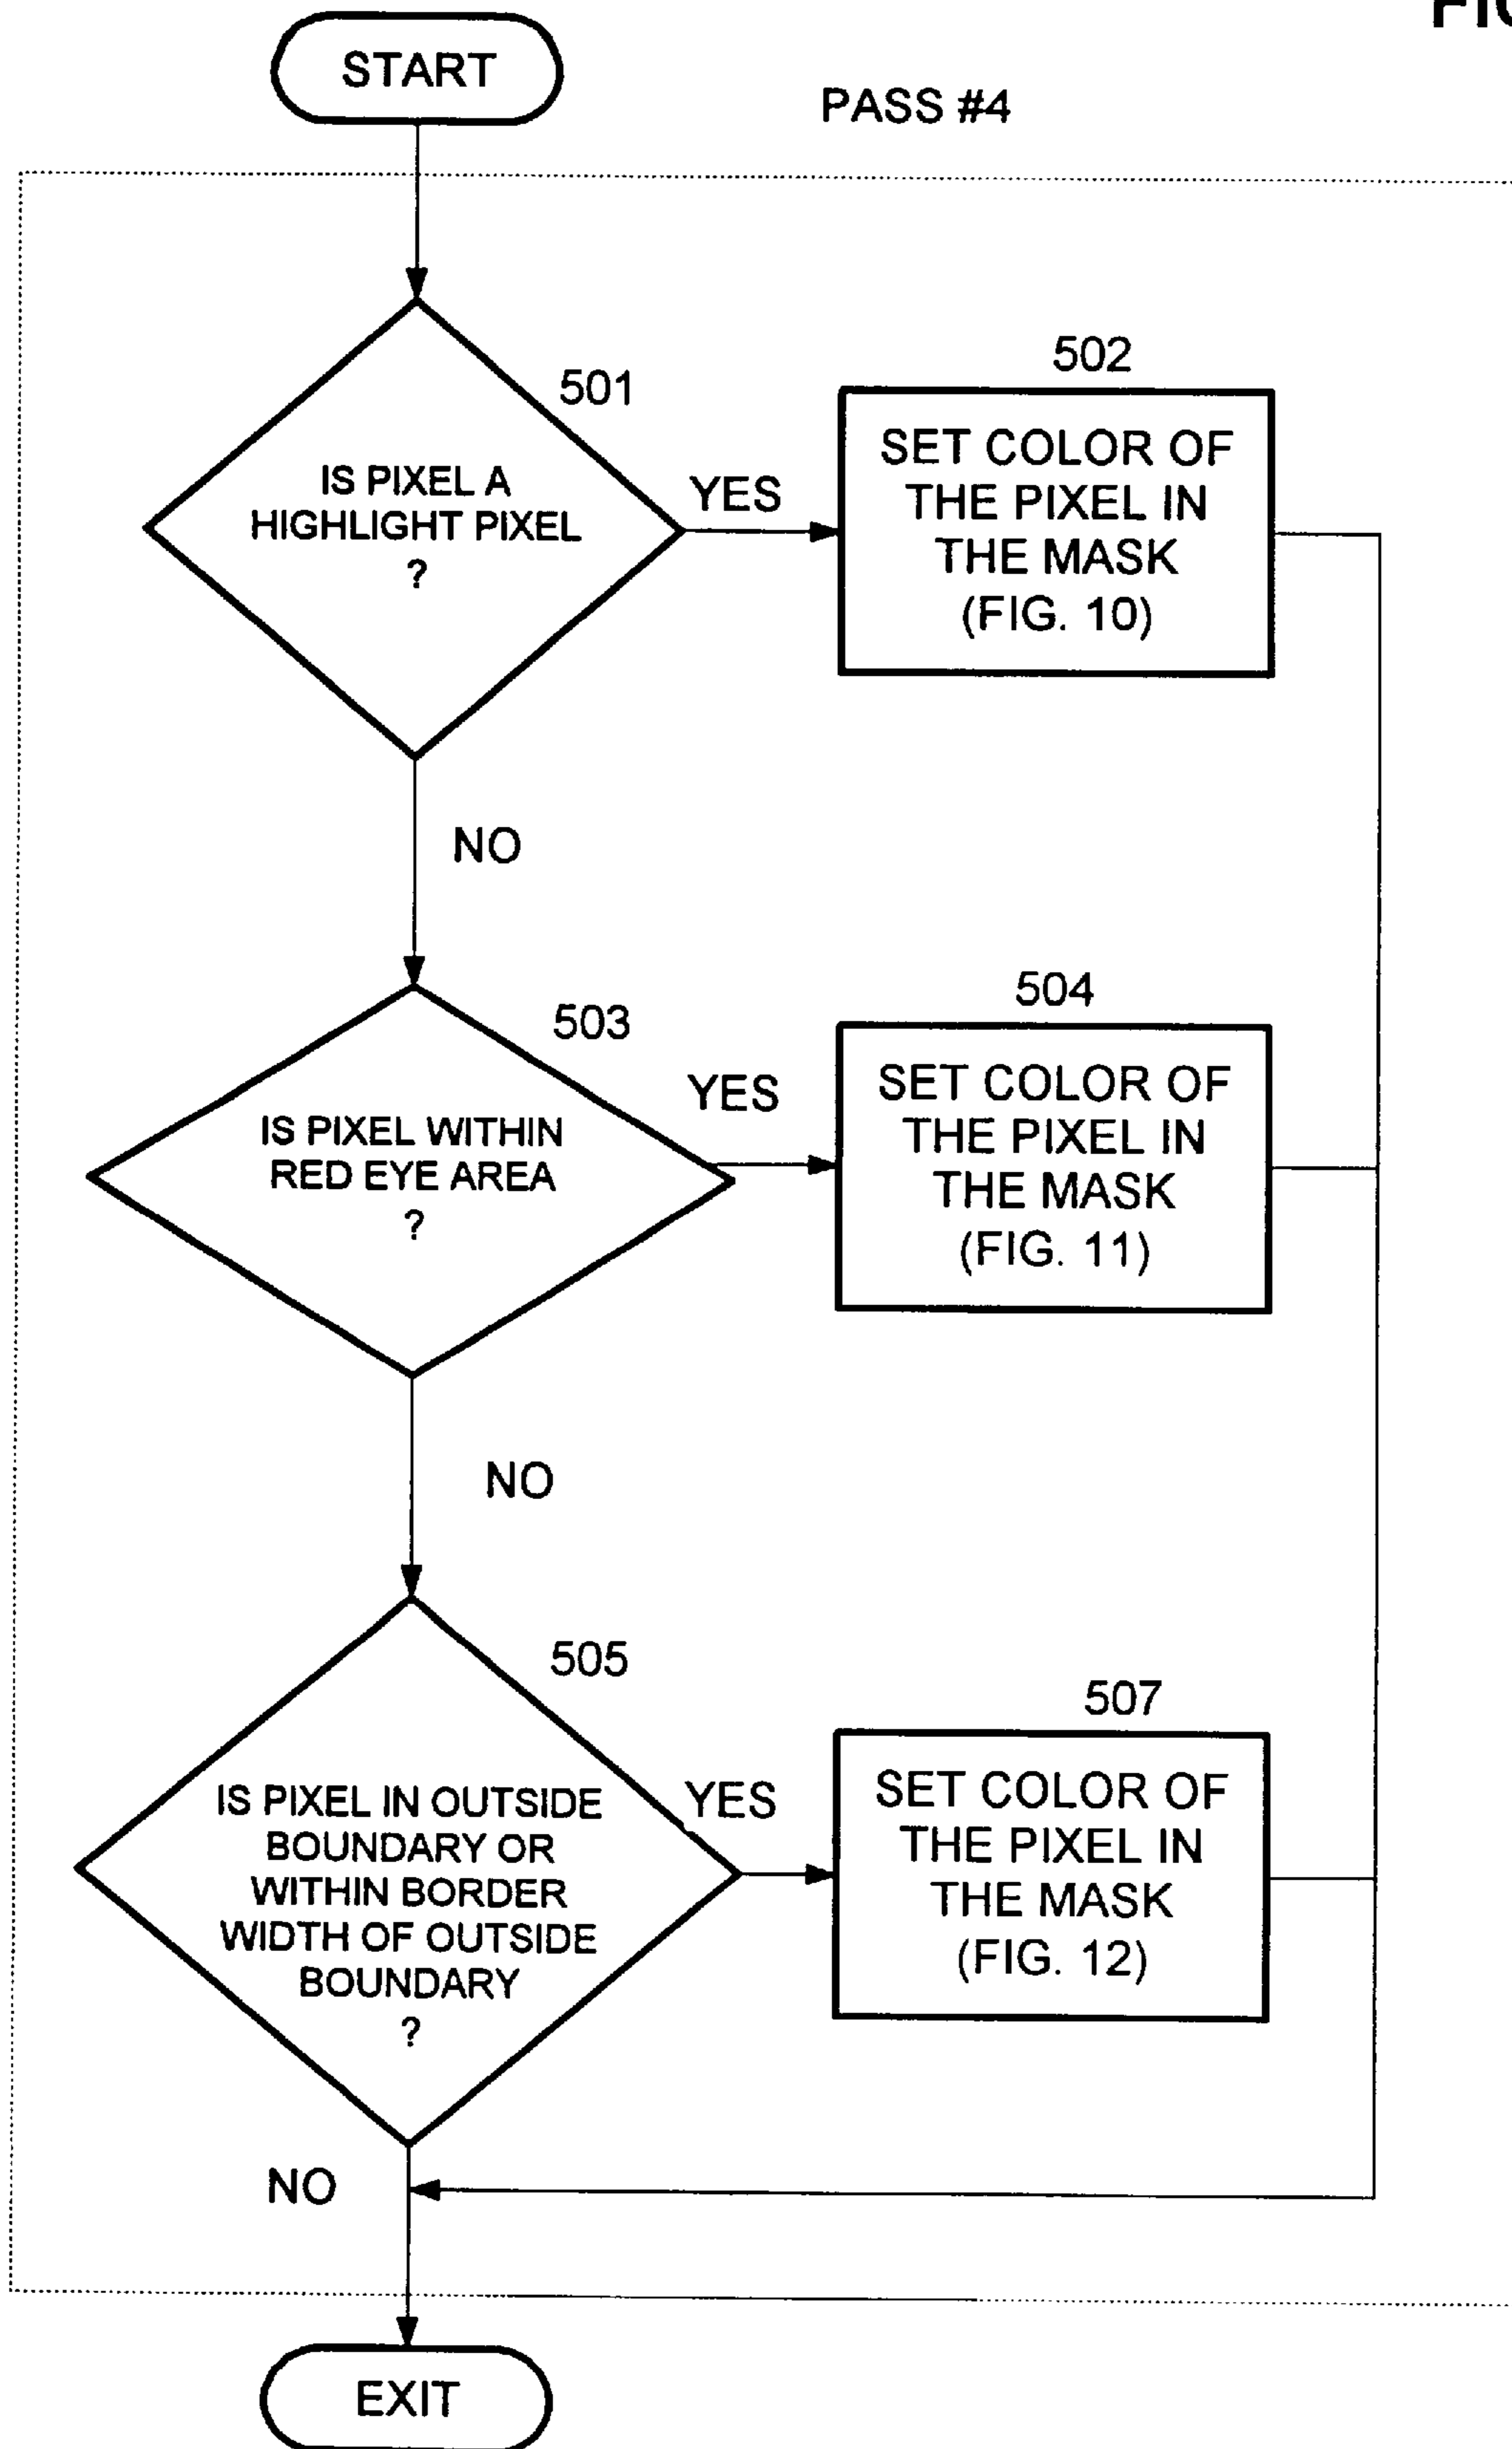 START
PASS #4
501
IS PIXEL A
HIGHLIGHT PIXEL
?
YES
502
SET COLOR OF
THE PIXEL IN
THE MASK
(FIG. 10)
NO
503
IS PIXEL WITHIN
RED EYE AREA
?
YES
504
SET COLOR OF
THE PIXEL IN
THE MASK
(FIG. 11)
NO
505
IS PIXEL IN OUTSIDE
BOUNDARY OR
WITHIN BORDER
WIDTH OF OUTSIDE
BOUNDARY
?
YES
507
SET COLOR OF
THE PIXEL IN
THE MASK
(FIG. 12)
NO
EXIT